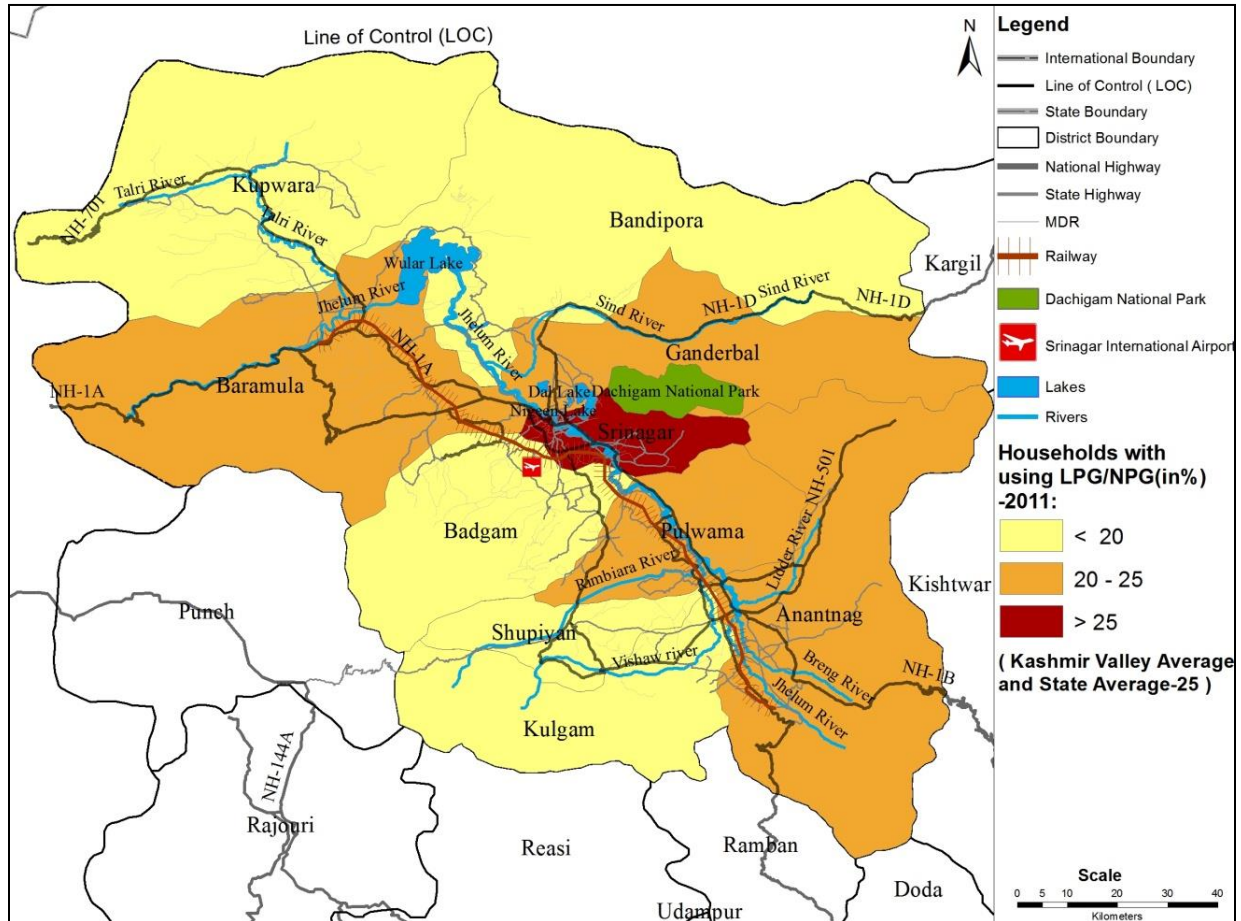 Line of Control (LOC)
N
Talri River
Kupwara
NH-701
Talri River
Bandipora
Wular Lake
Kargil
Jhelum River
Sind River
NH-1D
Sind River
NH-1D
Jhelum River
NH-1A
Ganderbal
Baramula
NH-1A
Dal Lake
Dachigam National Park
Nigeen Lake
Srinagar
NH-501
Badgam
Pulwama
Lidder River
Rimbiara River
Kishtwar
Punch
Anantnag
Shupiyan
Vishaw river
Breng River
NH-1B
Jhelum River
Kulgam
NH-144A
Rajouri
Reasi
Ramban
Doda
Udampur
Legend
International Boundary
Line of Control ( LOC)
State Boundary
District Boundary
National Highway
State Highway
MDR
Railway
Dachigam National Park
Srinagar International Airport
Lakes
Rivers
Households with
using LPG/NPG(in%)
-2011:
< 20
20 - 25
> 25
( Kashmir Valley Average
and State Average-25 )
Scale
0 5 10 20 30 40
Kilometers